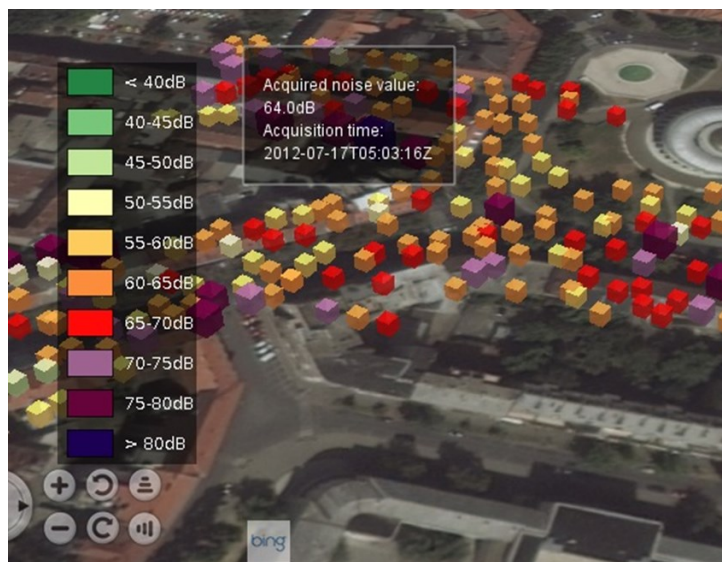 < 40dB
40-45dB
45-50dB
50-55dB
55-60dB
60-65dB
65-70dB
70-75dB
75-80dB
> 80dB
Acquired noise value:
64.0dB
Acquisition time:
2012-07-17T05:03:16Z
bing